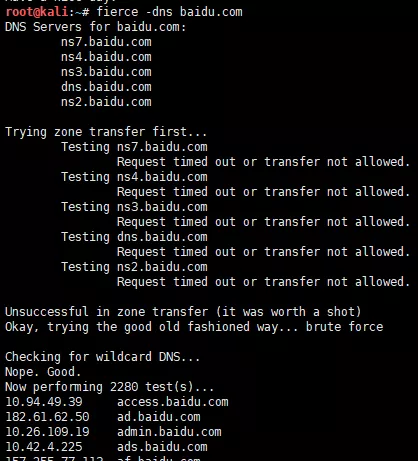 root@kali:~# fierce -dns baidu.com
DNS Servers for baidu.com:
ns7.baidu.com
ns4.baidu.com
ns3.baidu.com
dns.baidu.com
ns2.baidu.com
Trying zone transfer first...
Testing ns7.baidu.com
Request timed out or transfer not allowed.
Testing ns4.baidu.com
Request timed out or transfer not allowed.
Testing ns3.baidu.com
Request timed out or transfer not allowed.
Testing dns.baidu.com
Request timed out or transfer not allowed.
Testing ns2.baidu.com
Request timed out or transfer not allowed.
Unsuccessful in zone transfer (it was worth a shot)
Okay, trying the good old fashioned way... brute force
Checking for wildcard DNS...
Nope. Good.
Now performing 2280 test(s)...
10.94.49.39 access.baidu.com
182.61.62.50 ad.baidu.com
10.26.109.19 admin.baidu.com
10.42.4.225 ads.baidu.com